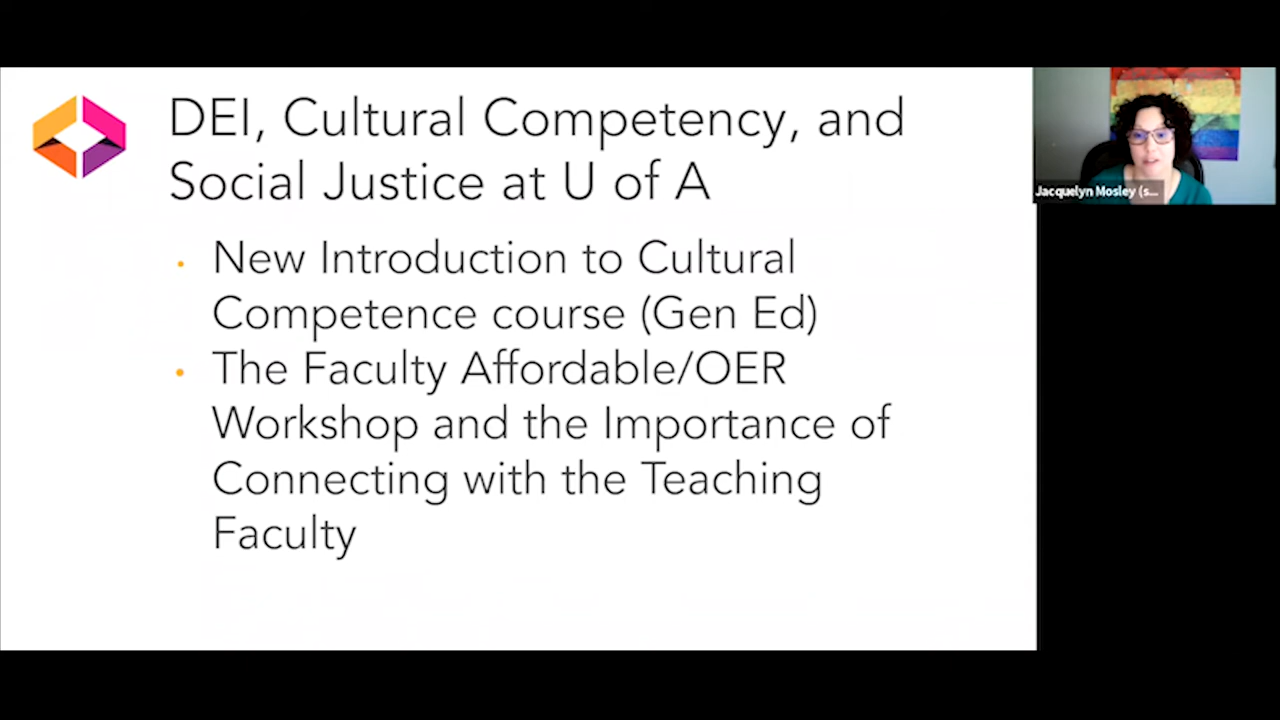 DEI, Cultural Competency, and
Social Justice at U of A
• New Introduction to Cultural
Competence course (Gen Ed)
• The Faculty Affordable/OER
Workshop and the Importance of
Connecting with the Teaching
Faculty
Jacquelyn Mosley (s...